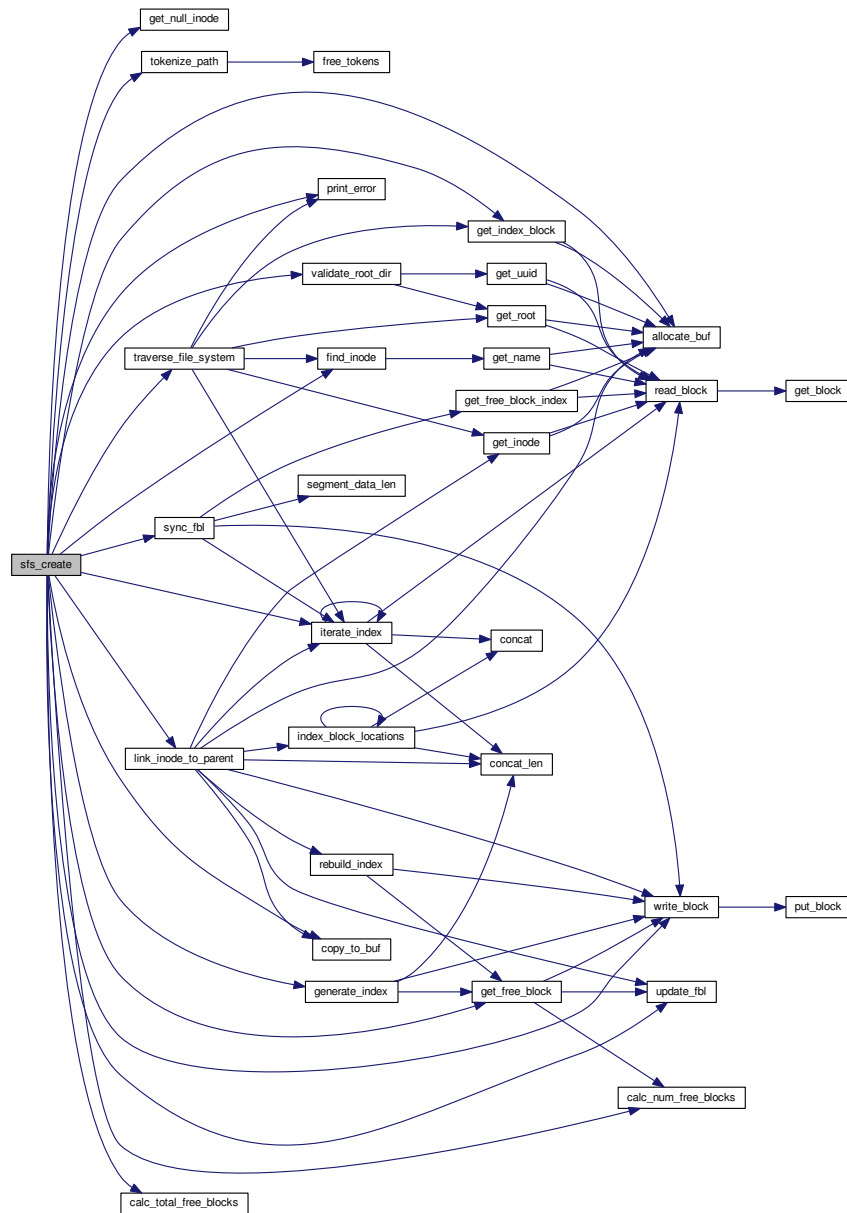 get_null_inode
tokenize_path
free_tokens
print_error
get_index_block
validate_root_dir
get_uuid
get_root
allocate_buf
traverse_file_system
find_inode
get_name
read_block
get_block
get_free_block_index
get_inode
segment_data_len
sync_fbl
sfs_create
iterate_index
concat
index_block_locations
link_inode_to_parent
concat_len
rebuild_index
write_block
put_block
copy_to_buf
generate_index
get_free_block
update_fbl
calc_num_free_blocks
calc_total_free_blocks